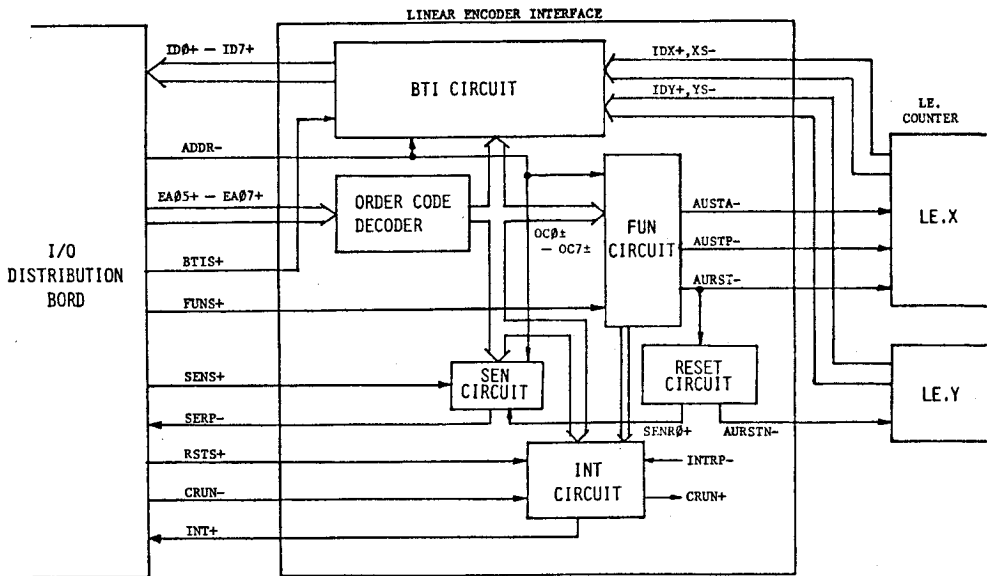 LINEAR ENCODER INTERFACE
IDØ+ — ID7+
BTI CIRCUIT
IDX+,XS-
IDY+,YS-
LE.
COUNTER
ADDR-
EAØ5+ — EAØ7+
ORDER CODE
DECODER
OCØ±
— OC7±
FUN
CIRCUIT
AUSTA-
AUSTP-
AURST-
LE.X
I/O
DISTRIBUTION
BORD
BTIS+
FUNS+
SENS+
SEN
CIRCUIT
RESET
CIRCUIT
LE.Y
SERP-
SENRØ+
AURSTN-
RSTS+
INT
CIRCUIT
INTRP-
CRUN-
CRUN+
INT+